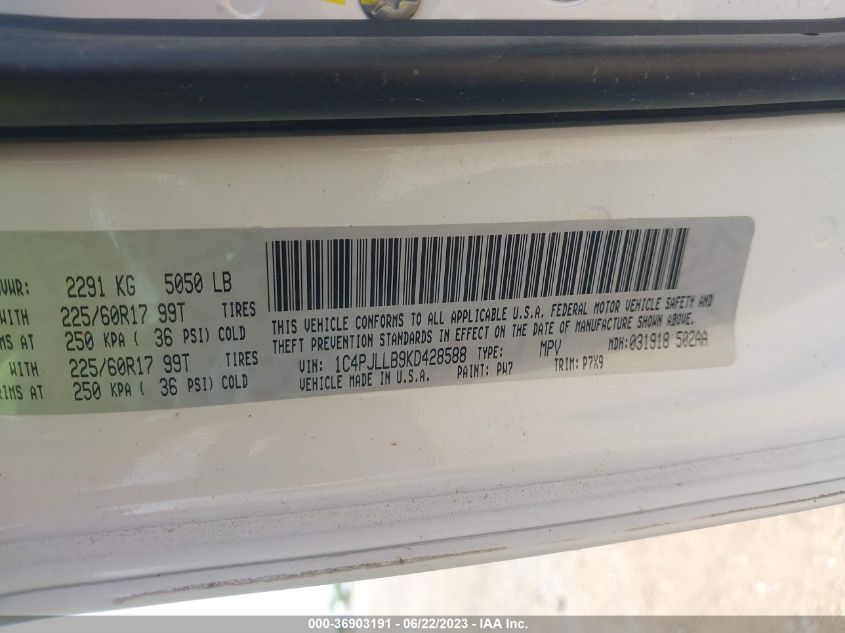 VWR: 2291 KG 5050 LB
WITH 225/60R17 99T TIRES
IMS AT 250 KPA ( 36 PSI) COLD
WITH 225/60R17 99T TIRES
RIMS AT 250 KPA ( 36 PSI) COLD
THIS VEHICLE CONFORMS TO ALL APPLICABLE U.S.A. FEDERAL MOTOR VEHICLE SAFETY AND
THEFT PREVENTION STANDARDS IN EFFECT ON THE DATE OF MANUFACTURE SHOWN ABOVE.
VIN: 1C4PJLLB9KD428588 TYPE: MPV MDH: 031918 502AA
VEHICLE MADE IN U.S.A. PAINT: PW7 TRIM: P7X9
000-36903191 - 06/22/2023 - IAA Inc.